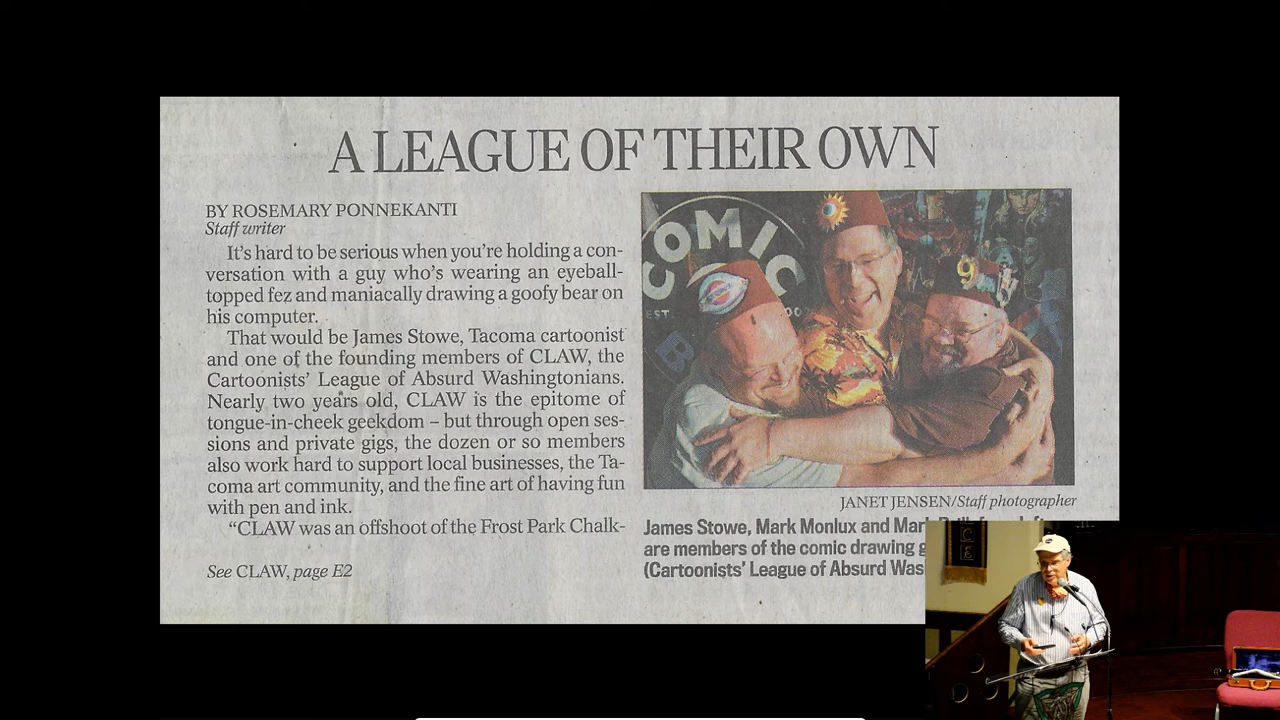 A LEAGUE OF THEIR OWN
BY ROSEMARY PONNEKANTI
Staff writer
It's hard to be serious when you're holding a con-
versation with a guy who's wearing an eyeball-
topped fez and maniacally drawing a goofy bear on
his computer.
That would be James Stowe, Tacoma cartoonist
and one of the founding members of CLAW, the
Cartoonists' League of Absurd Washingtonians.
Nearly two years old, CLAW is the epitome of
tongue-in-cheek geekdom – but through open ses-
sions and private gigs, the dozen or so members
also work hard to support local businesses, the Ta-
coma art community, and the fine art of having fun
with pen and ink.
“CLAW was an offshoot of the Frost Park Chalk-
See CLAW, page E2
COMIC
EST.
B
9
JANET JENSEN/Staff photographer
James Stowe, Mark Monlux and
are members of the comic drawing
(Cartoonists' League of Absurd